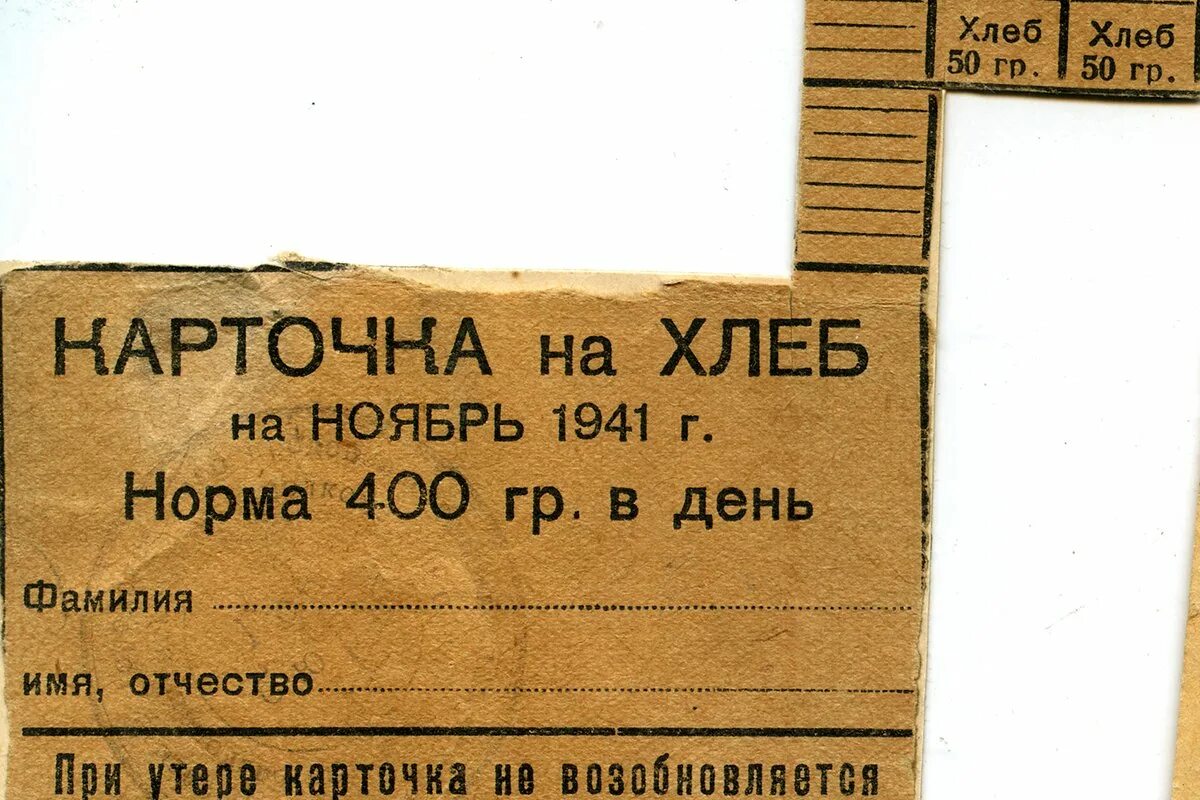 Хлеб Хлеб
50 гр. 50 гр.
КАРТОЧКА на ХЛЕБ
на НОЯБРЬ 1941 г.
Норма 400 гр. в день
Фамилия
имя, отчество
При утере карточка не возобновляется